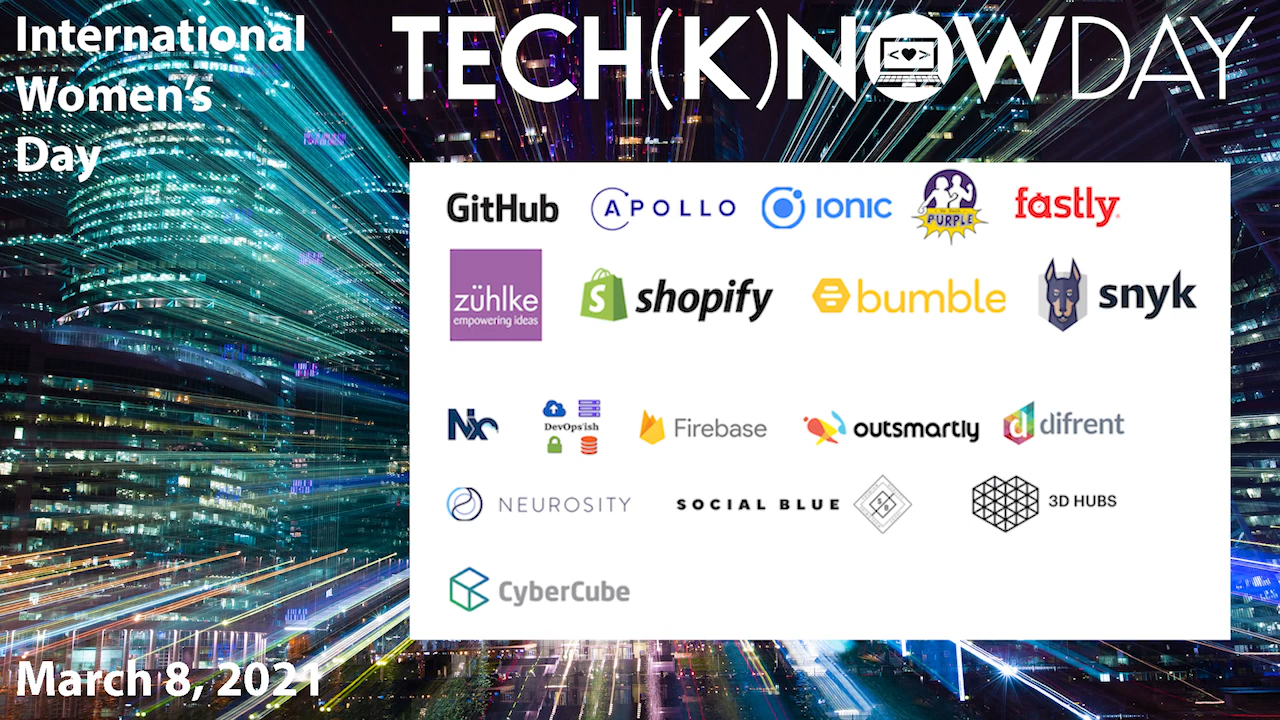 International
Women's
Day
TECH(K)NOWDAY
GitHub
APOLLO
IONIC
PURPLE
fastly
zühlke
empowering ideas
shopify
bumble
snyk
Nx
DevOps'ish
Firebase
outsmartly
difrent
NEUROSITY
SOCIAL BLUE
S
B
3D HUBS
CyberCube
March 8, 2021